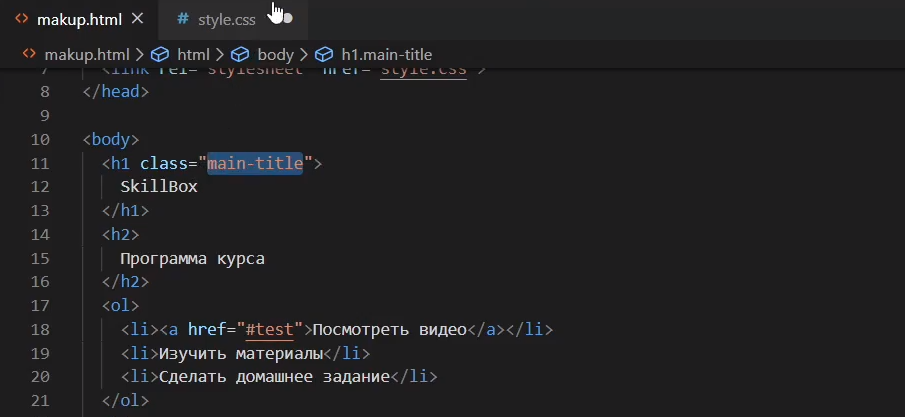 makup.html
style.css
makup.html > html > body > h1.main-title
7 <link rel="stylesheet" href="style.css">
8 </head>
9
10 <body>
11 <h1 class="main-title">
12 SkillBox
13 </h1>
14 <h2>
15 Программа курса
16 </h2>
17 <ol>
18 <li><a href="#test">Посмотреть видео</a></li>
19 <li>Изучить материалы</li>
20 <li>Сделать домашнее задание</li>
21 </ol>